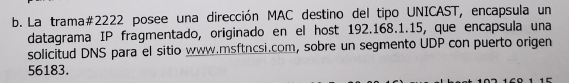 b. La trama#2222 posee una dirección MAC destino del tipo UNICAST, encapsula un
datagrama IP fragmentado, originado en el host 192.168.1.15, que encapsula una
solicitud DNS para el sitio www.msftncsi.com, sobre un segmento UDP con puerto origen
56183.